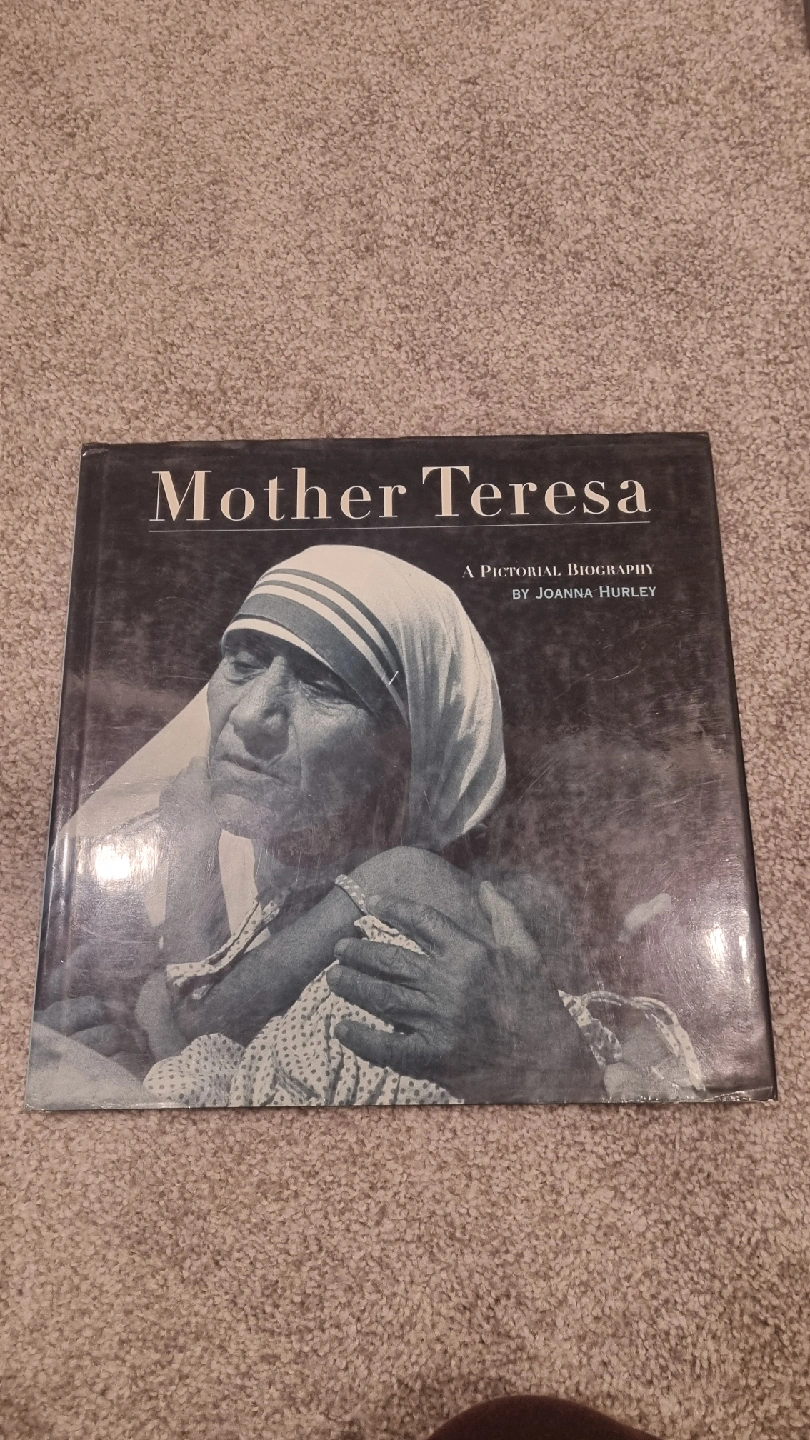 Mother Teresa
A Pictorial Biography
by Joanna Hurley